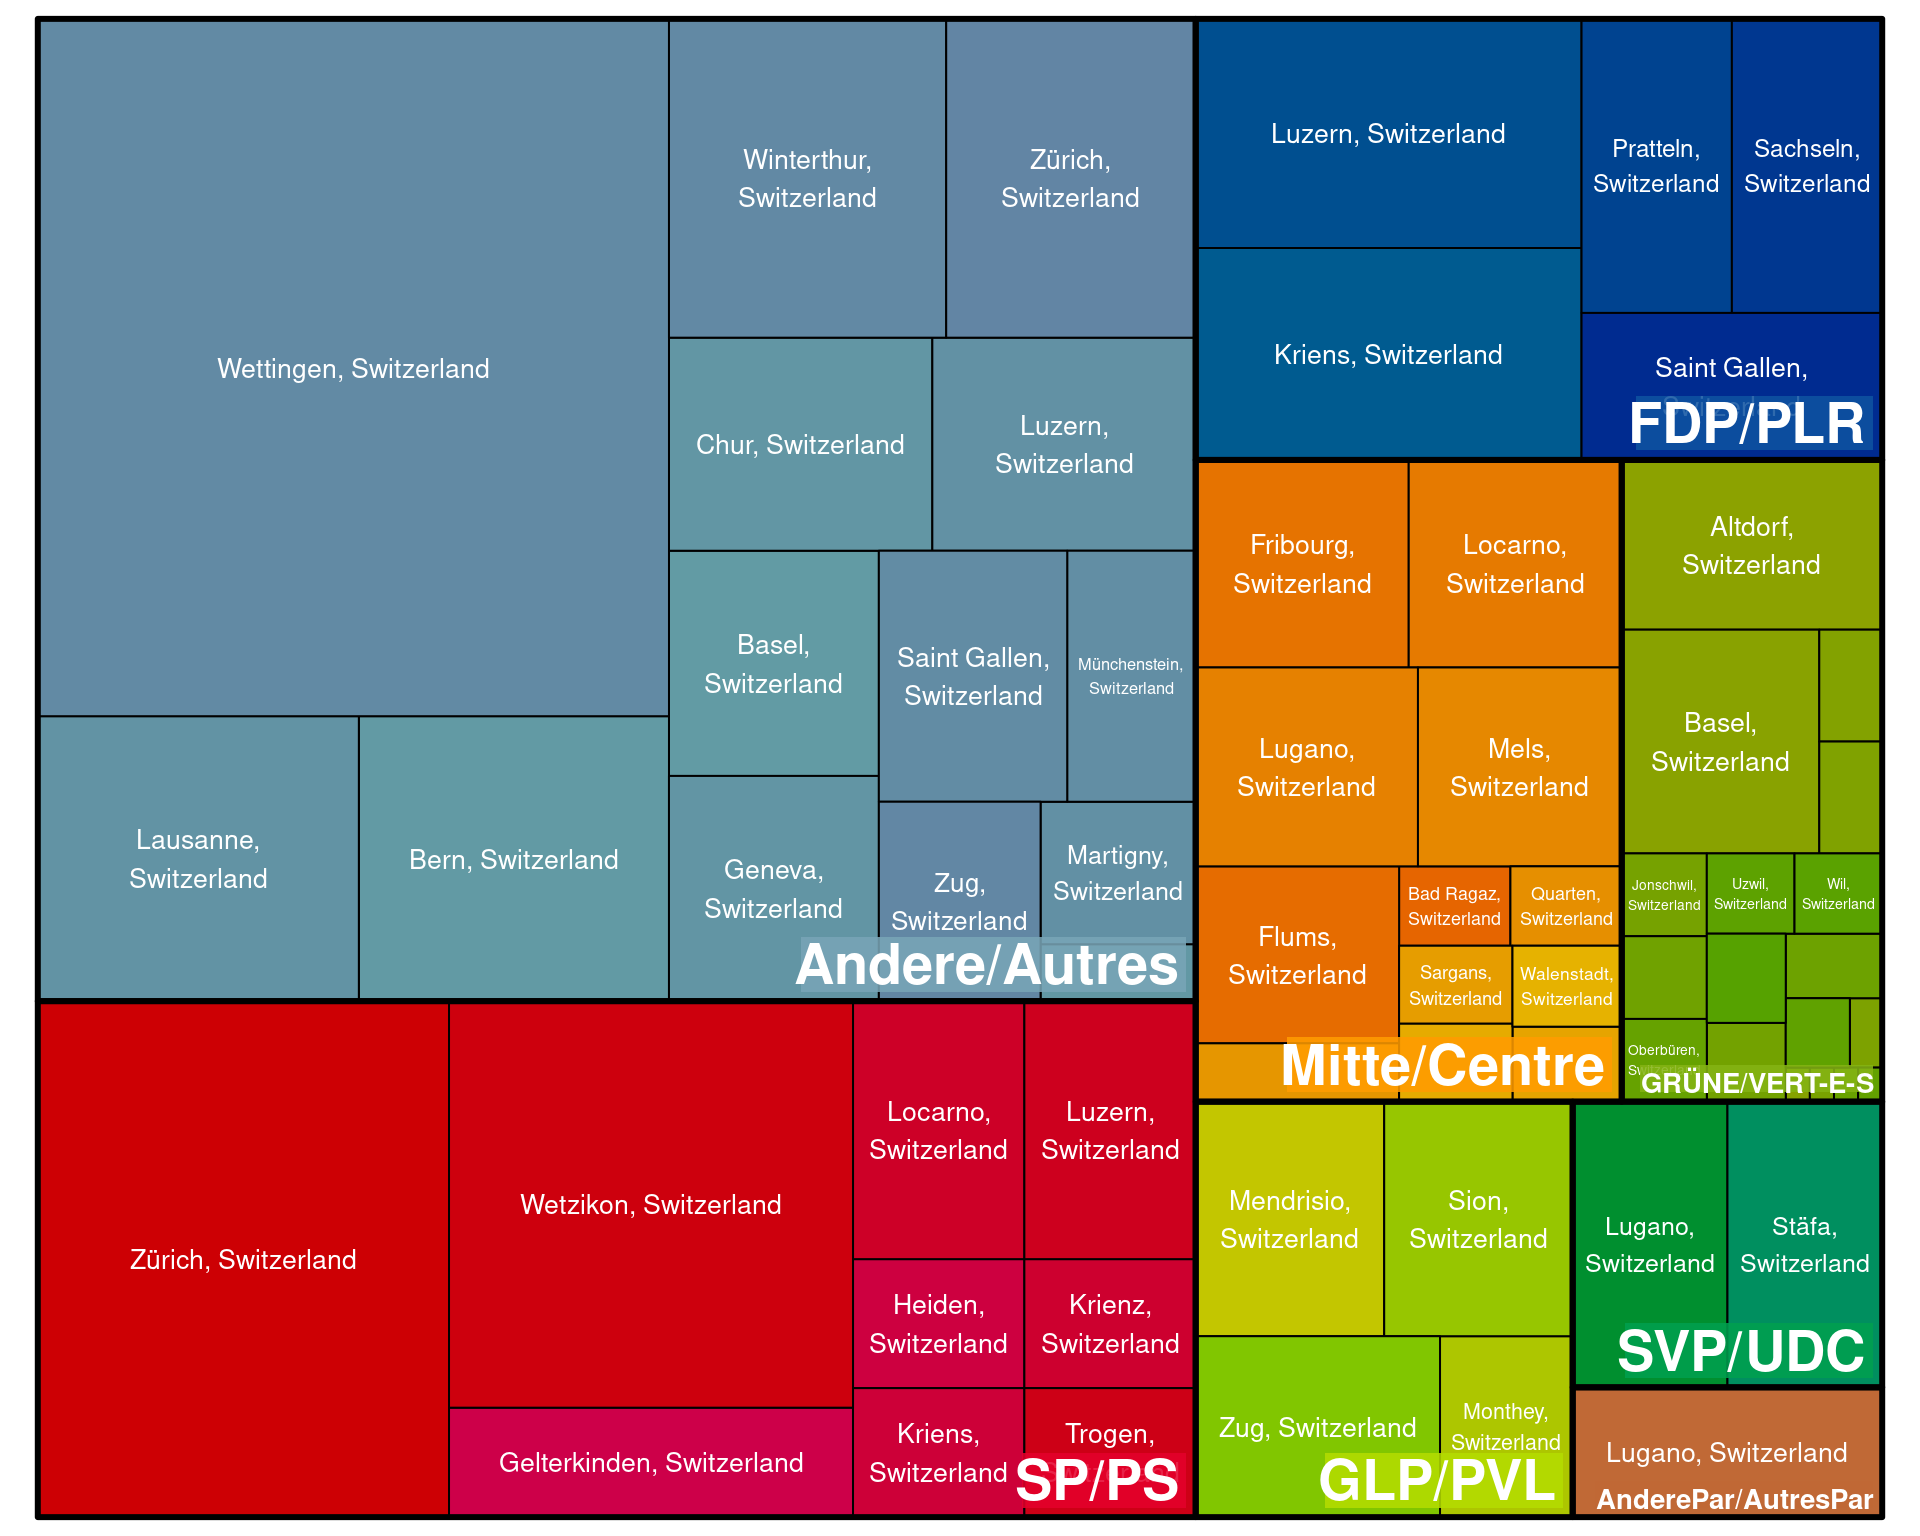 Wettingen, Switzerland
Winterthur,
Switzerland
Zürich,
Switzerland
Chur, Switzerland
Luzern,
Switzerland
Basel,
Switzerland
Saint Gallen,
Switzerland
Münchenstein,
Switzerland
Lausanne,
Switzerland
Bern, Switzerland
Geneva,
Switzerland
Zug,
Switzerland
Martigny,
Switzerland
Andere/Autres
Zürich, Switzerland
Wetzikon, Switzerland
Gelterkinden, Switzerland
Locarno,
Switzerland
Luzern,
Switzerland
Heiden,
Switzerland
Krienz,
Switzerland
Kriens,
Switzerland
Trogen,
SP/PS
Luzern, Switzerland
Kriens, Switzerland
Pratteln,
Switzerland
Sachseln,
Switzerland
Saint Gallen,
Switzerland
FDP/PLR
Fribourg,
Switzerland
Locarno,
Switzerland
Lugano,
Switzerland
Mels,
Switzerland
Flums,
Switzerland
Bad Ragaz,
Switzerland
Quarten,
Switzerland
Sargans,
Switzerland
Walenstadt,
Switzerland
Mitte/Centre
Altdorf,
Switzerland
Basel,
Switzerland
Jonschwil,
Switzerland
Uzwil,
Switzerland
Wil,
Switzerland
Oberbüren,
Switzerland
GRÜNE/VERT-E-S
Mendrisio,
Switzerland
Sion,
Switzerland
Zug, Switzerland
Monthey,
Switzerland
GLP/PVL
Lugano,
Switzerland
Stäfa,
Switzerland
SVP/UDC
Lugano, Switzerland
AnderePar/AutresPar